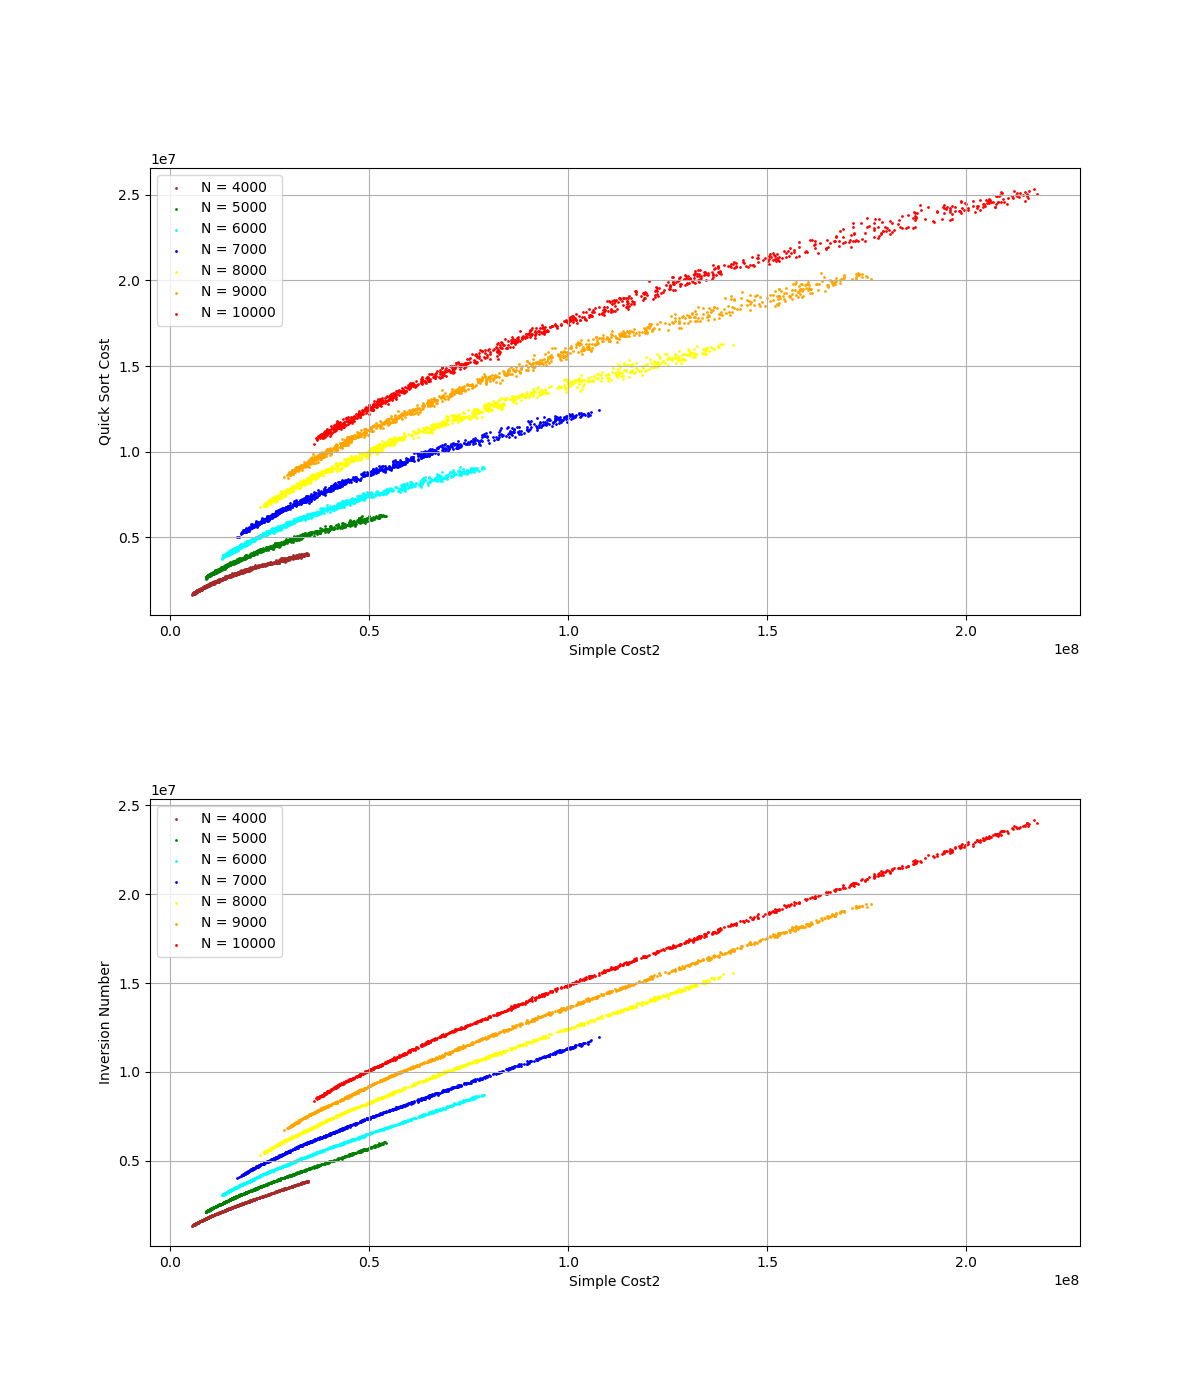 1e7
2.5
2.0
1.5
1.0
0.5
Quick Sort Cost
N = 4000
N = 5000
N = 6000
N = 7000
N = 8000
N = 9000
N = 10000
0.0 0.5 1.0 1.5 2.0
Simple Cost2
1e8
1e7
2.5
2.0
1.5
1.0
0.5
Inversion Number
N = 4000
N = 5000
N = 6000
N = 7000
N = 8000
N = 9000
N = 10000
0.0 0.5 1.0 1.5 2.0
Simple Cost2
1e8